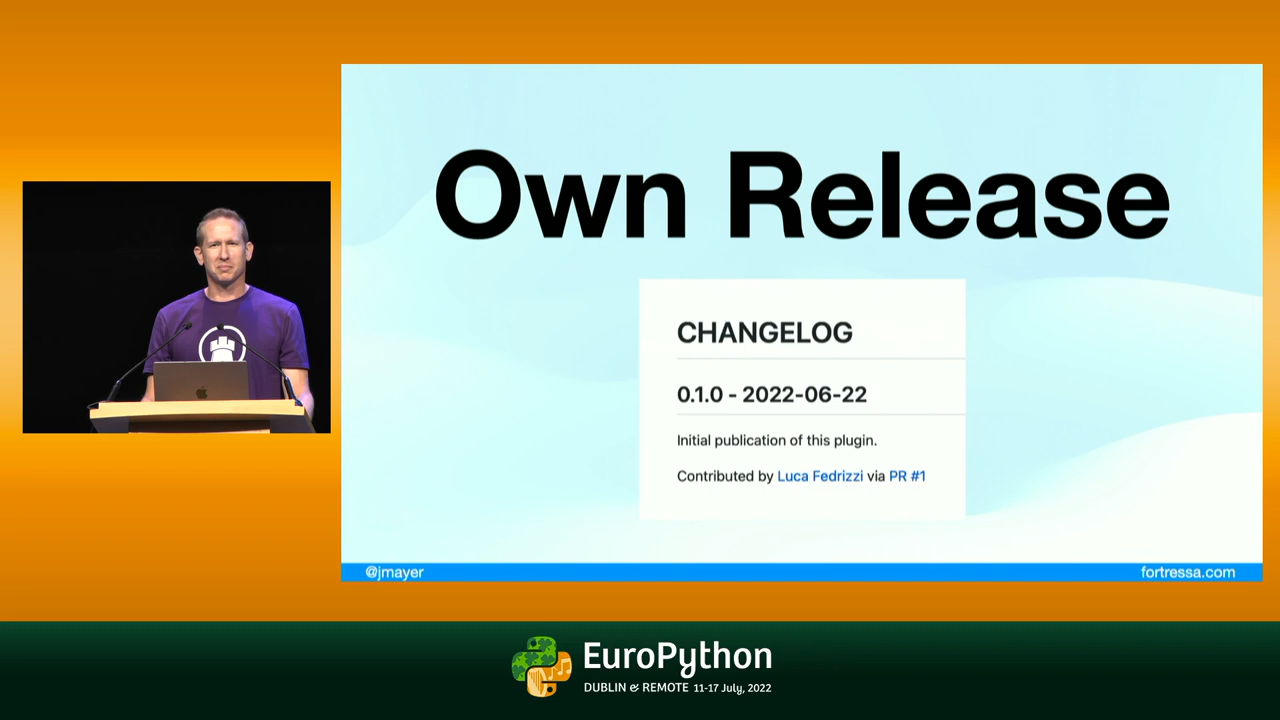 Own Release
CHANGELOG
0.1.0 - 2022-06-22
Initial publication of this plugin.
Contributed by Luca Fedrizzi via PR #1
@jmayer
fortressa.com
EuroPython
DUBLIN & REMOTE 11-17 July, 2022